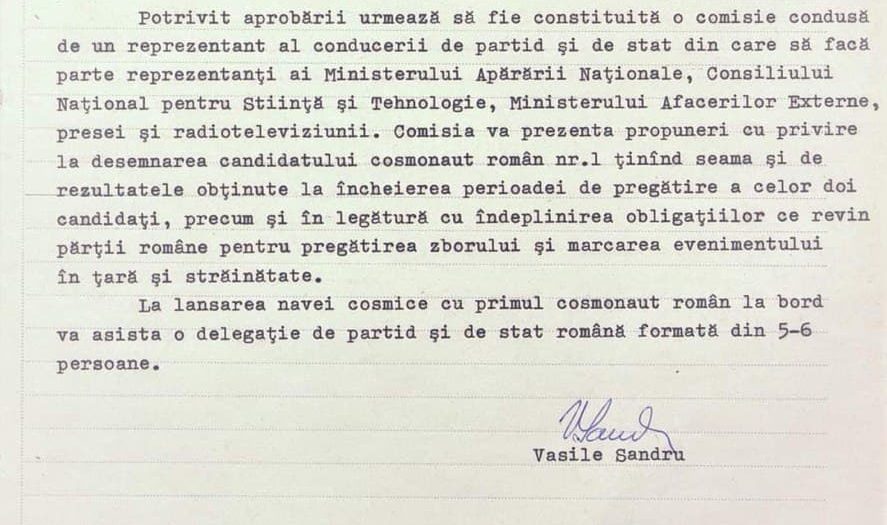 Potrivit aprobării urmează să fie constituită o comisie condusă
de un reprezentant al conducerii de partid şi de stat din care să facă
parte reprezentanţi ai Ministerului Apărării Naţionale, Consiliului
Naţional pentru Stiinţă şi Tehnologie, Ministerului Afacerilor Externe,
presei şi radioteleviziunii. Comisia va prezenta propuneri cu privire
la desemnarea candidatului cosmonaut român nr.l ţinînd seama şi de
rezultatele obţinute la încheierea perioadei de pregătire a celor doi
candidaţi, precum şi în legătură cu îndeplinirea obligaţiilor ce revin
părţii române pentru pregătirea zborului şi marcarea evenimentului
în ţară şi străinătate.
La lansarea navei cosmice cu primul cosmonaut român la bord
va asista o delegaţie de partid şi de stat română formată din 5-6
persoane.
Vasile Sandru